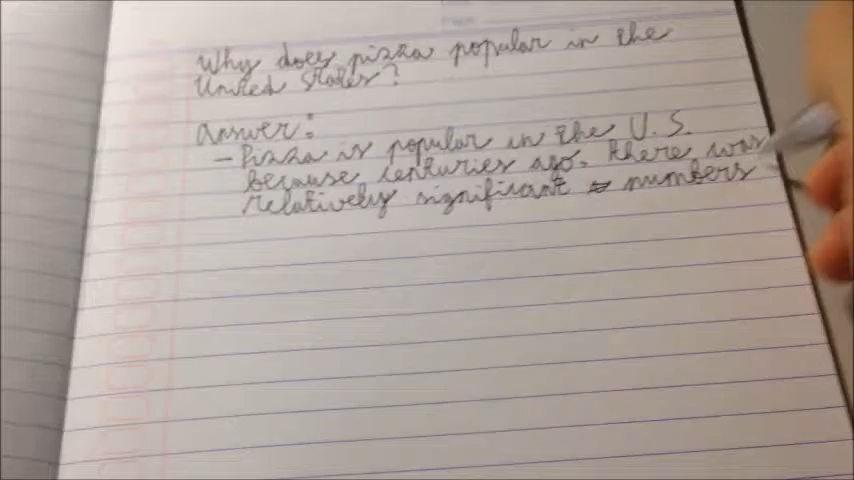 Why does pizza popular in the
United States?
Answer:
- Pizza is popular in the U.S.
because centuries ago, there was
relatively significant numbers